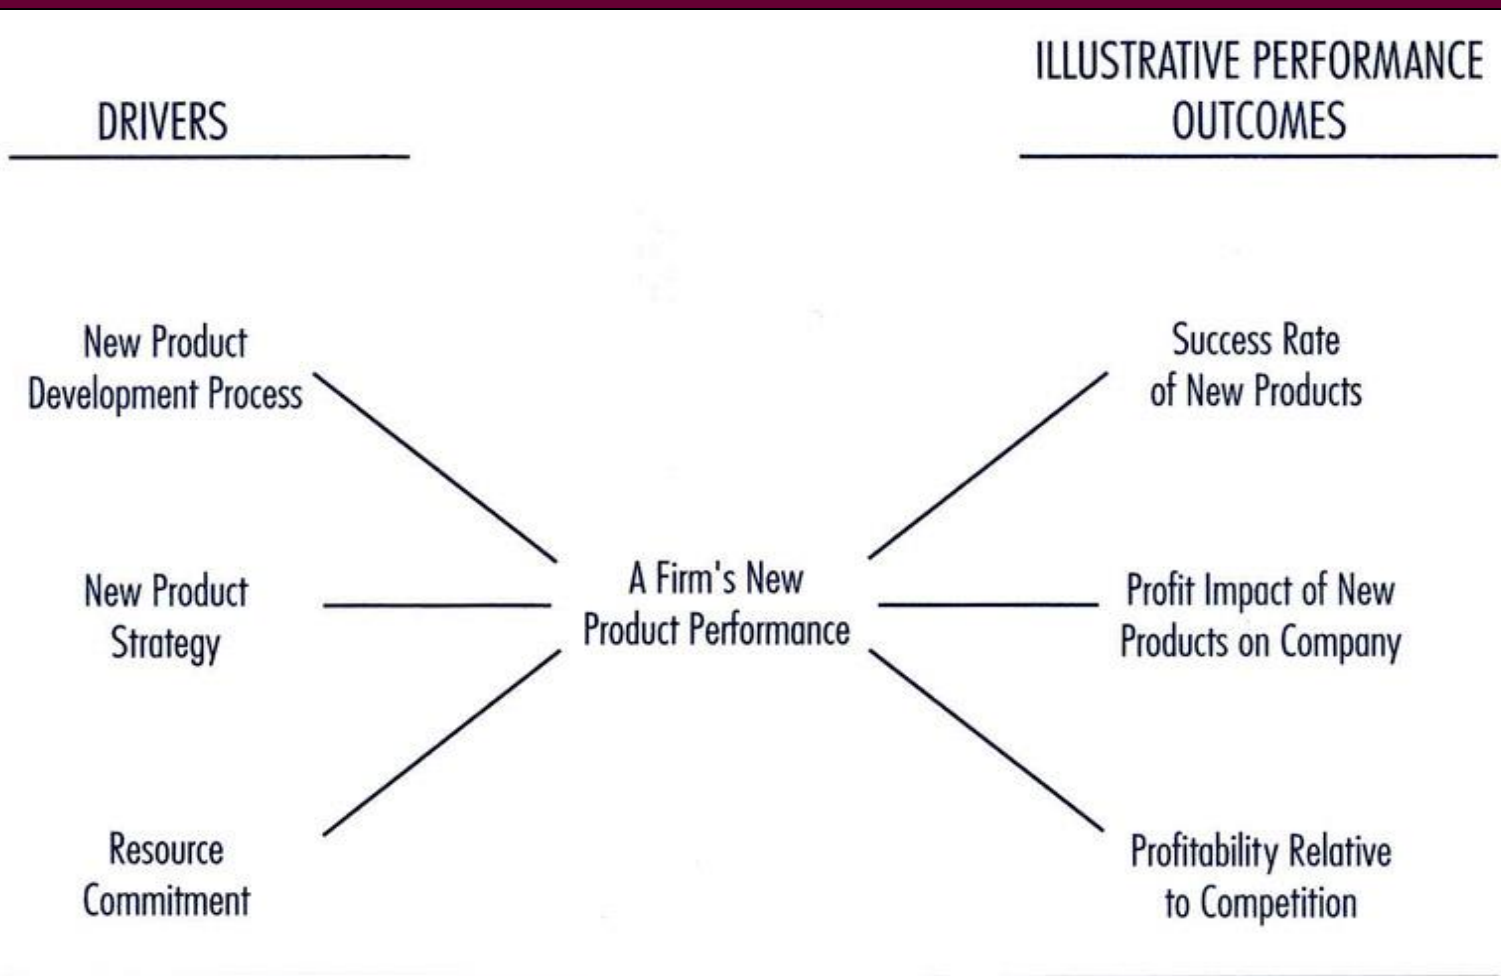 DRIVERS
ILLUSTRATIVE PERFORMANCE
OUTCOMES
New Product
Development Process
New Product
Strategy
Resource
Commitment
A Firm's New
Product Performance
Success Rate
of New Products
Profit Impact of New
Products on Company
Profitability Relative
to Competition